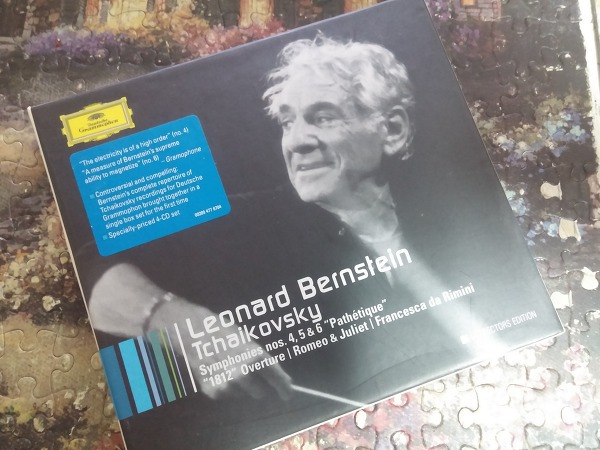 Deutsche
Grammophon
"The electricity is of a high order" (no. 4)
"A measure of Bernstein's supreme
ability to magnetize" (no. 6) – Gramophone
Controversial and compelling:
Bernstein's complete repertoire of
Tchaikovsky recordings for Deutsche
Grammophon brought together in a
single box set for the first time
Specially-priced 4-CD set
Leonard Bernstein
Tchaikovsky
Symphonies nos. 4, 5 & 6 "Pathétique"
"1812" Overture | Romeo & Juliet | Francesca da Rimini
EDITION